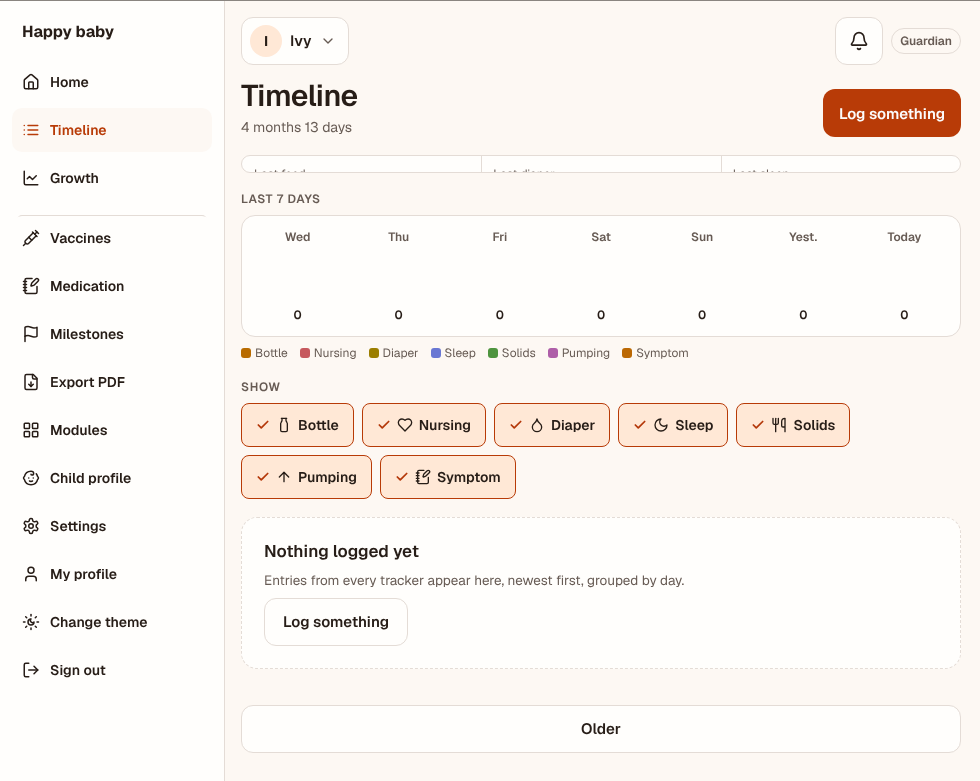 Happy baby
Home
Timeline
Growth
Vaccines
Medication
Milestones
Export PDF
Modules
Child profile
Settings
My profile
Change theme
Sign out
I Ivy
Guardian
Timeline
4 months 13 days
Log something
LAST 7 DAYS
Wed Thu Fri Sat Sun Yest. Today
0 0 0 0 0 0 0
Bottle Nursing Diaper Sleep Solids Pumping Symptom
SHOW
Bottle Nursing Diaper Sleep Solids
Pumping Symptom
Nothing logged yet
Entries from every tracker appear here, newest first, grouped by day.
Log something
Older